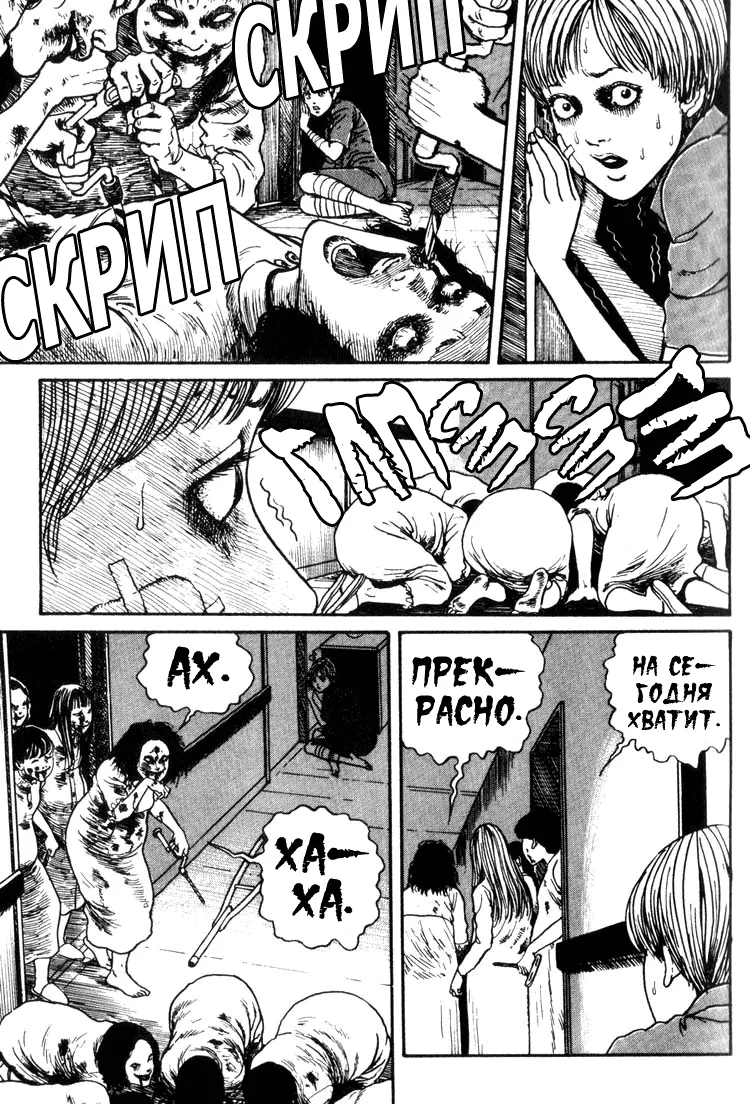 СКРИП
СКРИП
ГЛП
СЛП
СЛП
ГЛП
АХ.
ХА—
ХА.
ПРЕК—
РАСНО.
НА СЕ—
ГОДНЯ
ХВАТИТ.